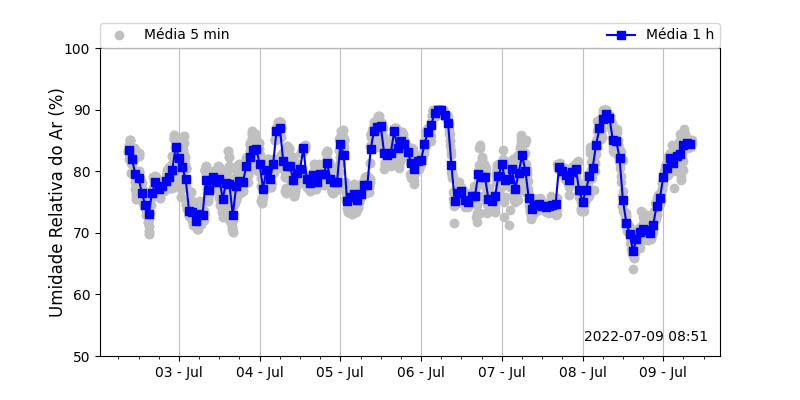 Média 5 min
Média 1 h
100
90
80
70
60
50
Umidade Relativa do Ar (%)
2022-07-09 08:51
03 - Jul
04 - Jul
05 - Jul
06 - Jul
07 - Jul
08 - Jul
09 - Jul